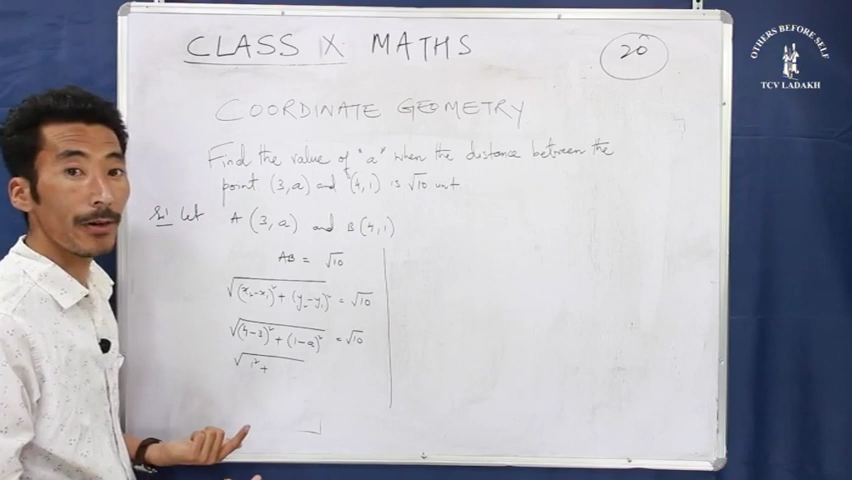 CLASS X MATHS
20
OTHERS BEFORE SELF
TCV LADAKH
COORDINATE GEOMETRY
Find the value of "a" when the distance between the
point (3,a) and (4,1) is √10 unit
Sol Let A (3,a) and B(4,1)
AB = √10
√(x₂-x₁)² + (y₂-y₁)² = √10
√(4-3)² + (1-a)² = √10
√1² +